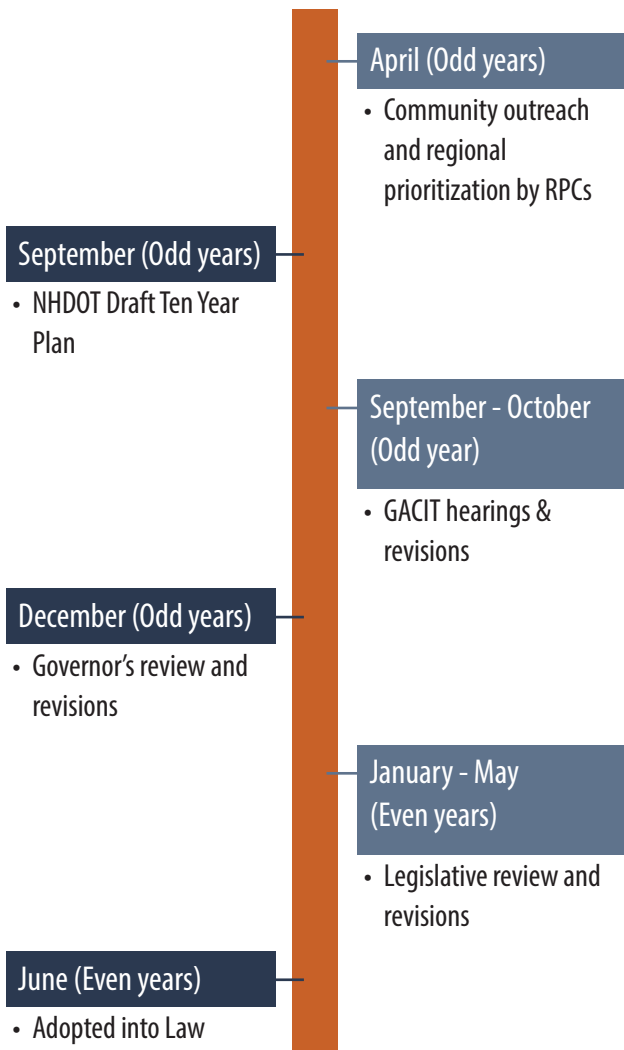 April (Odd years)
• Community outreach
and regional
prioritization by RPCs
September (Odd years)
• NHDOT Draft Ten Year
Plan
September - October
(Odd year)
• GACIT hearings &
revisions
December (Odd years)
• Governor’s review and
revisions
January - May
(Even years)
• Legislative review and
revisions
June (Even years)
• Adopted into Law